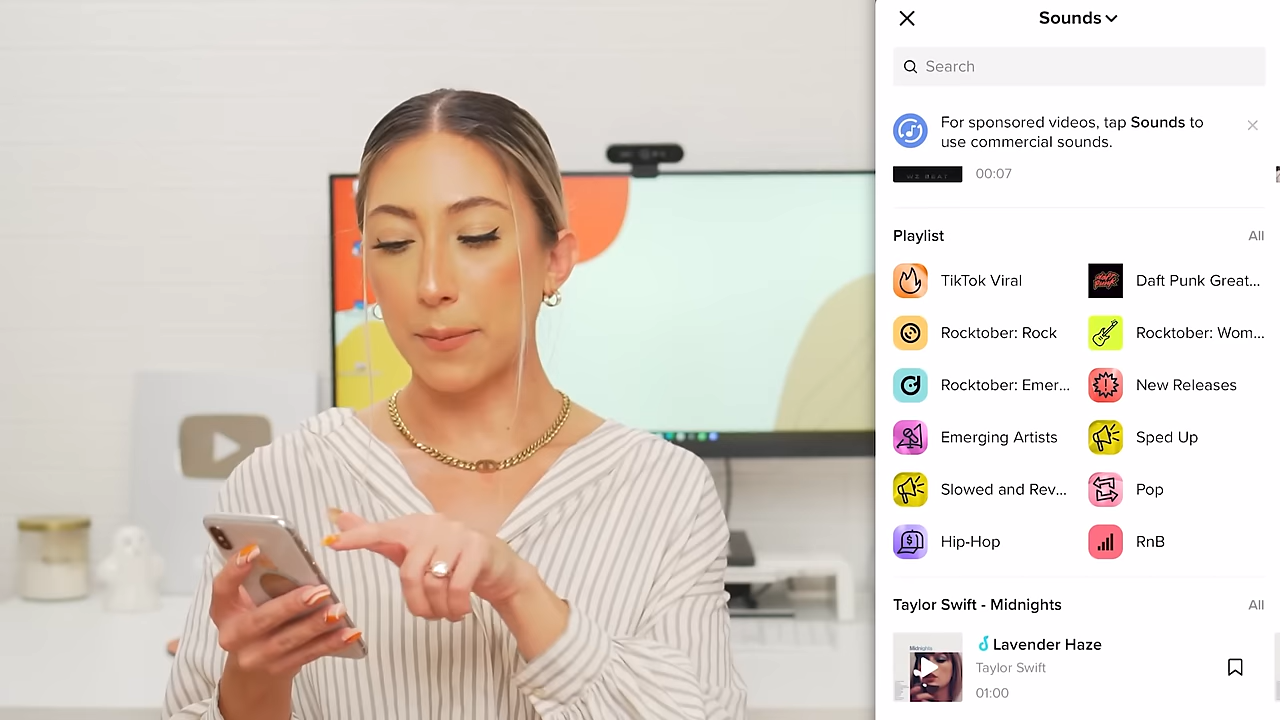 Sounds
Search
For sponsored videos, tap Sounds to
use commercial sounds.
00:07
Playlist
All
TikTok Viral
Daft Punk Great...
Rocktober: Rock
Rocktober: Wom...
Rocktober: Emer...
New Releases
Emerging Artists
Sped Up
Slowed and Rev...
Pop
Hip-Hop
RnB
Taylor Swift - Midnights
All
Midnights
Lavender Haze
Taylor Swift
01:00